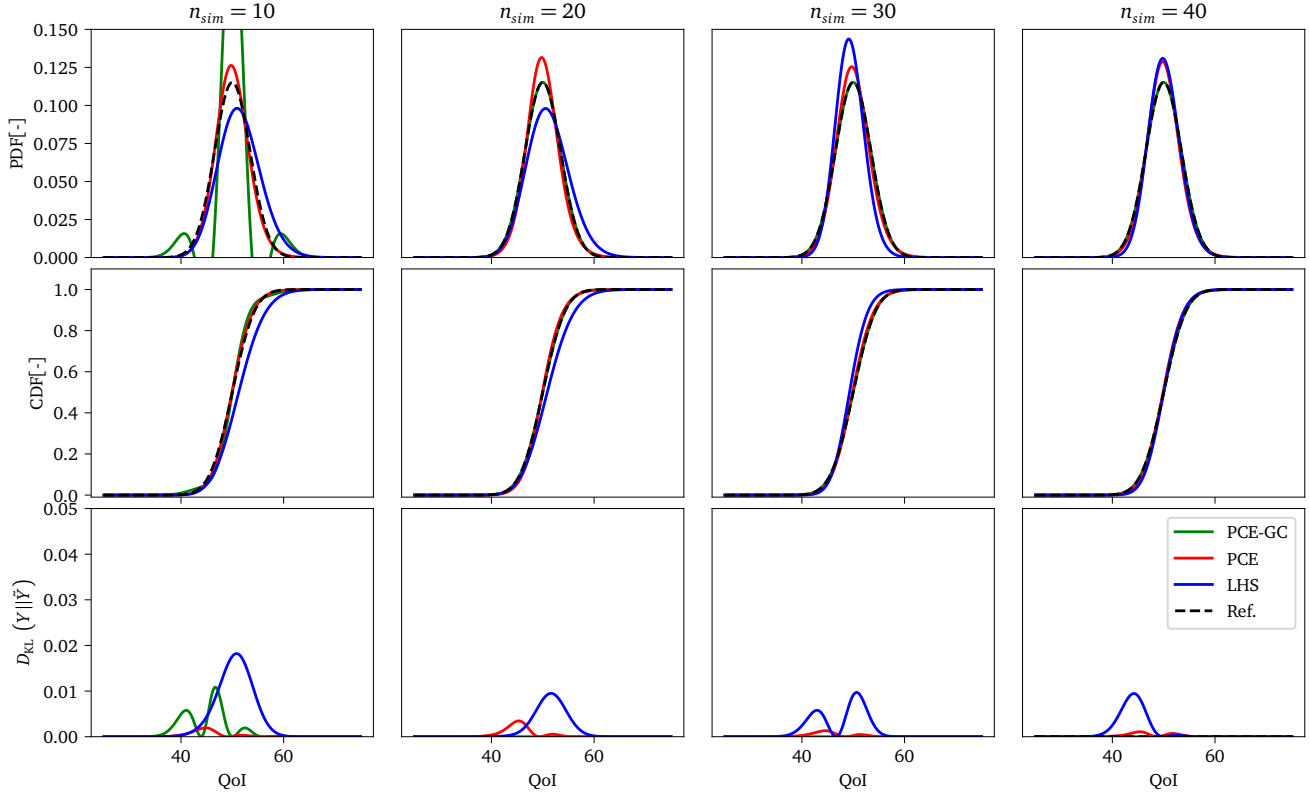 n_sim = 10
n_sim = 20
n_sim = 30
n_sim = 40
PDF[-]
0.150
0.125
0.100
0.075
0.050
0.025
0.000
CDF[-]
1.0
0.8
0.6
0.4
0.2
0.0
D_KL (Y||Ỹ)
0.05
0.04
0.03
0.02
0.01
0.00
PCE-GC
PCE
LHS
Ref.
40 60
40 60
40 60
40 60
QoI
QoI
QoI
QoI